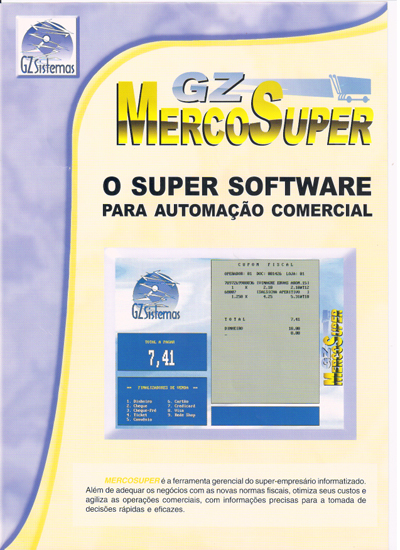 GZ Sistemas
GZ
MERCOSUPER
O SUPER SOFTWARE
PARA AUTOMAÇÃO COMERCIAL
GZ Sistemas
CUPOM FISCAL
TOTAL A PAGAR
7,41
TOTAL 7.41
DINHEIRO 10.00
FINALIZADORES DE VENDA
1. Dinheiro 6. Cartão
2. Cheque 7. Credicard
3. Cheque-Pré 8. Visa
4. Ticket 9. Rede Shop
5. Convênio
GZ
MERCOSUPER
MERCOSUPER é a ferramenta gerencial do super-empresário informatizado.
Além de adequar os negócios com as novas normas fiscais, otimiza seus custos e
agiliza as operações comerciais, com informações precisas para a tomada de
decisões rápidas e eficazes.